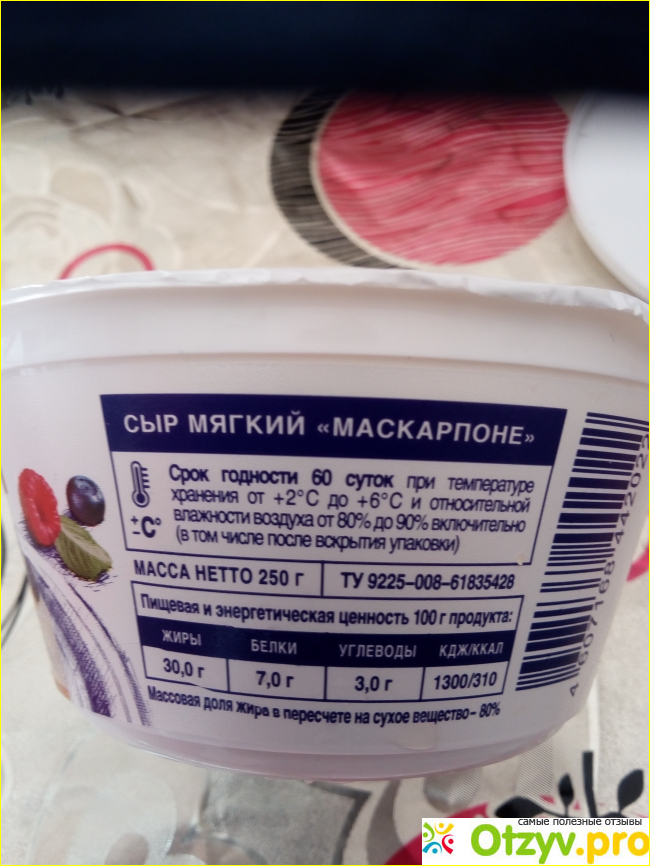 СЫР МЯГКИЙ «МАСКАРПОНЕ»
Срок годности 60 суток при температуре
хранения от +2°С до +6°С и относительной
влажности воздуха от 80% до 90% включительно
(в том числе после вскрытия упаковки)
+
−С°
МАССА НЕТТО 250 г
ТУ 9225–008–61835428
Пищевая и энергетическая ценность 100 г продукта:
ЖИРЫ БЕЛКИ УГЛЕВОДЫ КДЖ/ККАЛ
30,0 г 7,0 г 3,0 г 1300/310
Массовая доля жира в пересчете на сухое вещество – 80%
4 607168 442022
самые полезные отзывы
Otzyv.pro